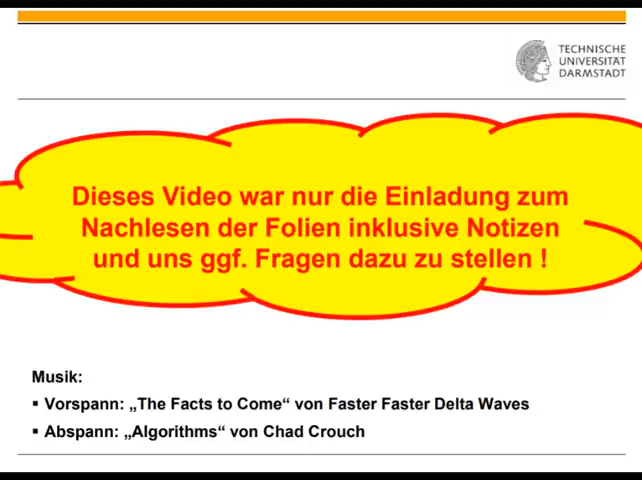 TECHNISCHE
UNIVERSITÄT
DARMSTADT
Dieses Video war nur die Einladung zum
Nachlesen der Folien inklusive Notizen
und uns ggf. Fragen dazu zu stellen !
Musik:
▪ Vorspann: „The Facts to Come“ von Faster Faster Delta Waves
▪ Abspann: „Algorithms“ von Chad Crouch